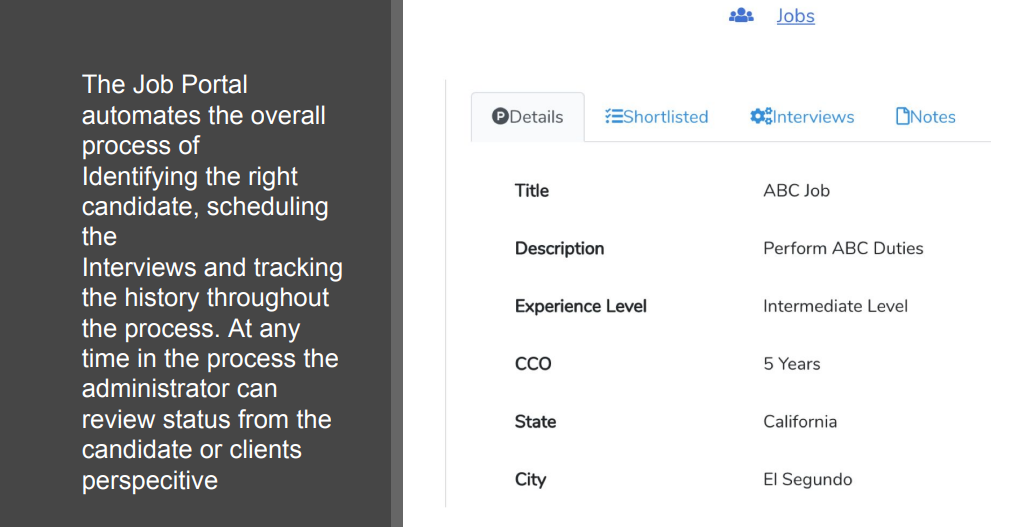 The Job Portal
automates the overall
process of
Identifying the right
candidate, scheduling
the
Interviews and tracking
the history throughout
the process. At any
time in the process the
administrator can
review status from the
candidate or clients
perspecitive
Jobs
Details Shortlisted Interviews Notes
Title ABC Job
Description Perform ABC Duties
Experience Level Intermediate Level
CCO 5 Years
State California
City El Segundo